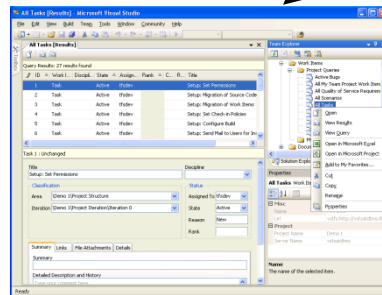 All Tasks [Results] - Microsoft Visual Studio
File Edit View Build Team Tools Window Community Help
All Tasks [Results]
Query Results: 27 results found
ID Work I... Discipl... State Assign... Rank C... R... Title
1 Task Active tfsdev Setup: Set Permissions
2 Task Active tfsdev Setup: Migration of Source Code
3 Task Active tfsdev Setup: Migration of Work Items
4 Task Active tfsdev Setup: Set Check-in Policies
5 Task Active tfsdev Setup: Configure Build
6 Task Active tfsdev Setup: Send Mail to Users for In
Task 1 : Unchanged
Title
Setup: Set Permissions
Discipline
Classification
Area \Demo 1\Project Structure
Iteration \Demo 1\Project Iteration\Iteration 0
Status
Assigned To tfsdev
State Active
Reason New
Rank
Summary Links File Attachments Details
Summary
Detailed Description and History
Type your comment here.
Ready
Team Explorer
Work Items
Project Queries
Active Bugs
All My Team Project Work Item
All Quality of Service Requiremen
All Scenarios
All Tasks
Open
View Results
View Query
Open in Microsoft Excel
Open in Microsoft Project
Add to My Favorites...
Cut
Copy
Rename
Properties
Docum
Solution Explo
Properties
All Tasks Work Ite
Misc
Name
Url
Project
Project Name Demo 1
Server Name
Name:
The name of the selected item.